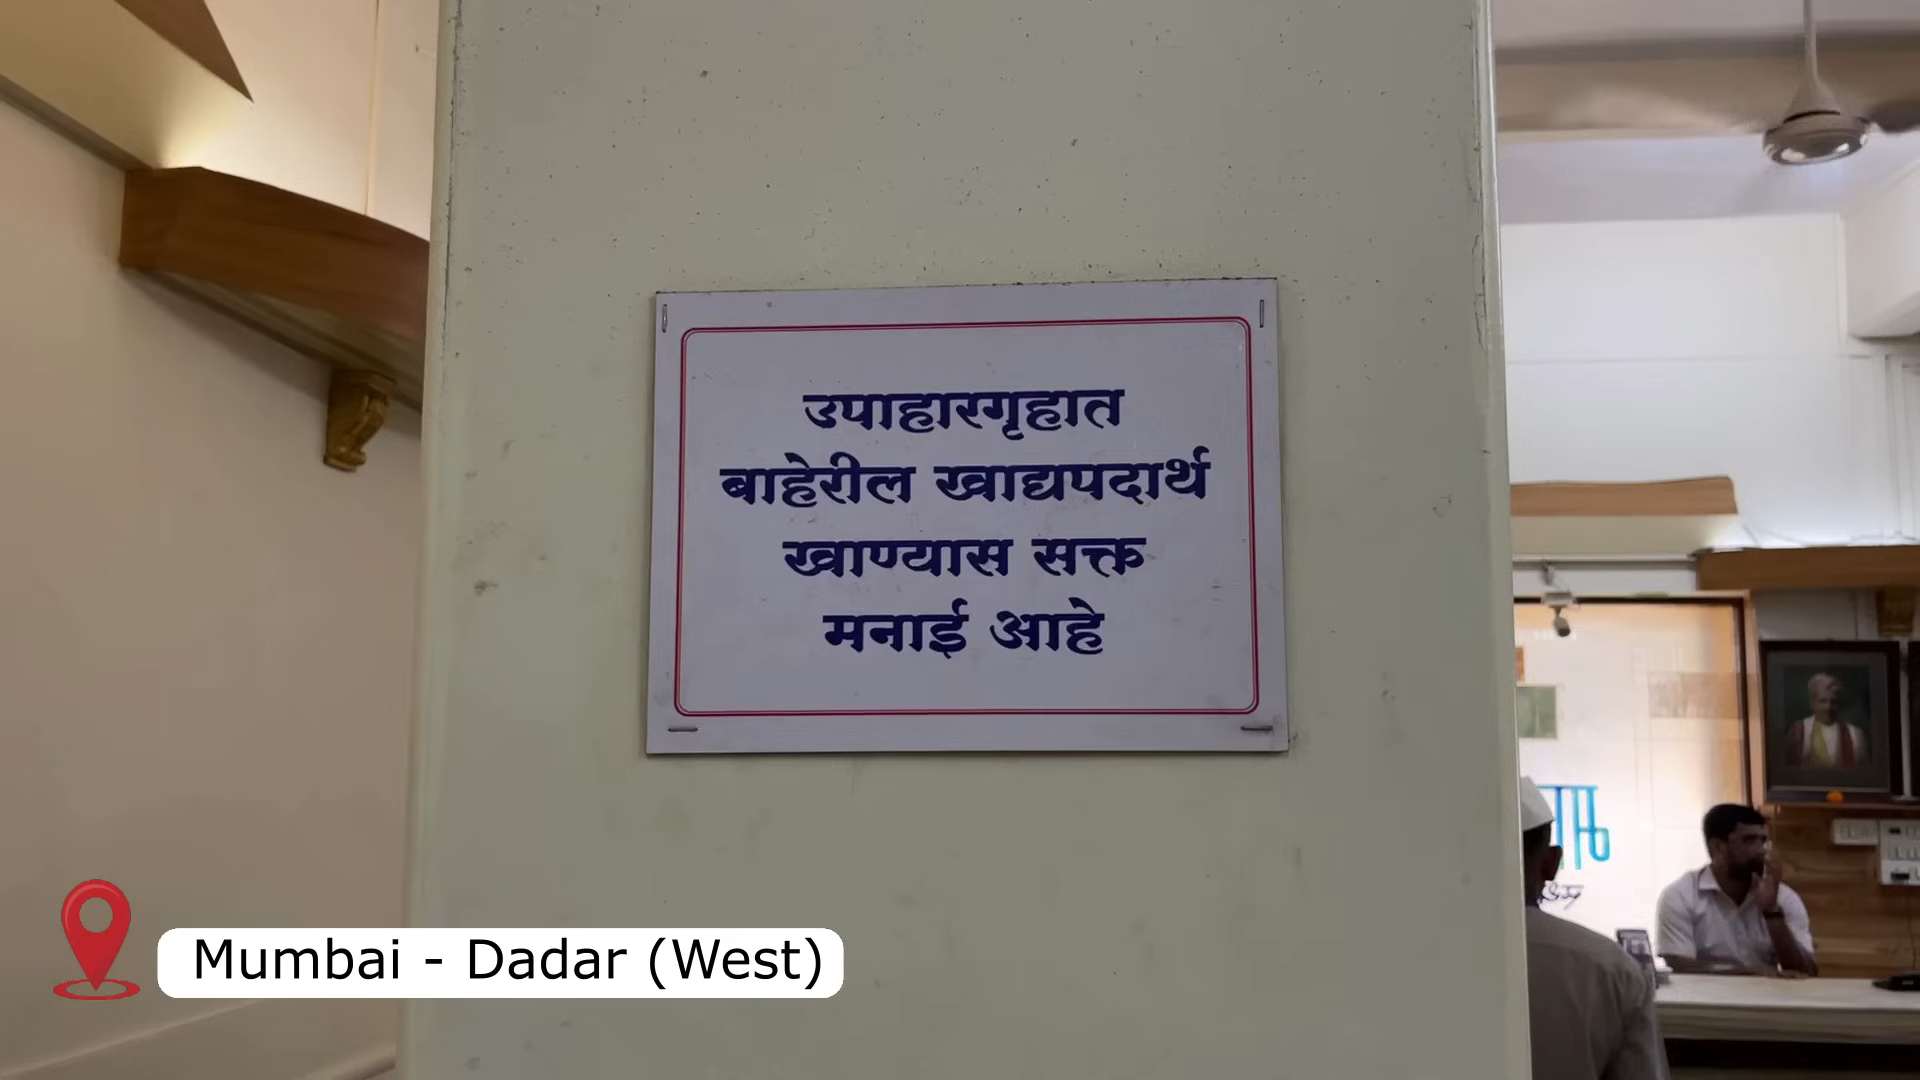 उपाहारगृहात
बाहेरील खाद्यपदार्थ
खाण्यास सक्त
मनाई आहे
Mumbai - Dadar (West)